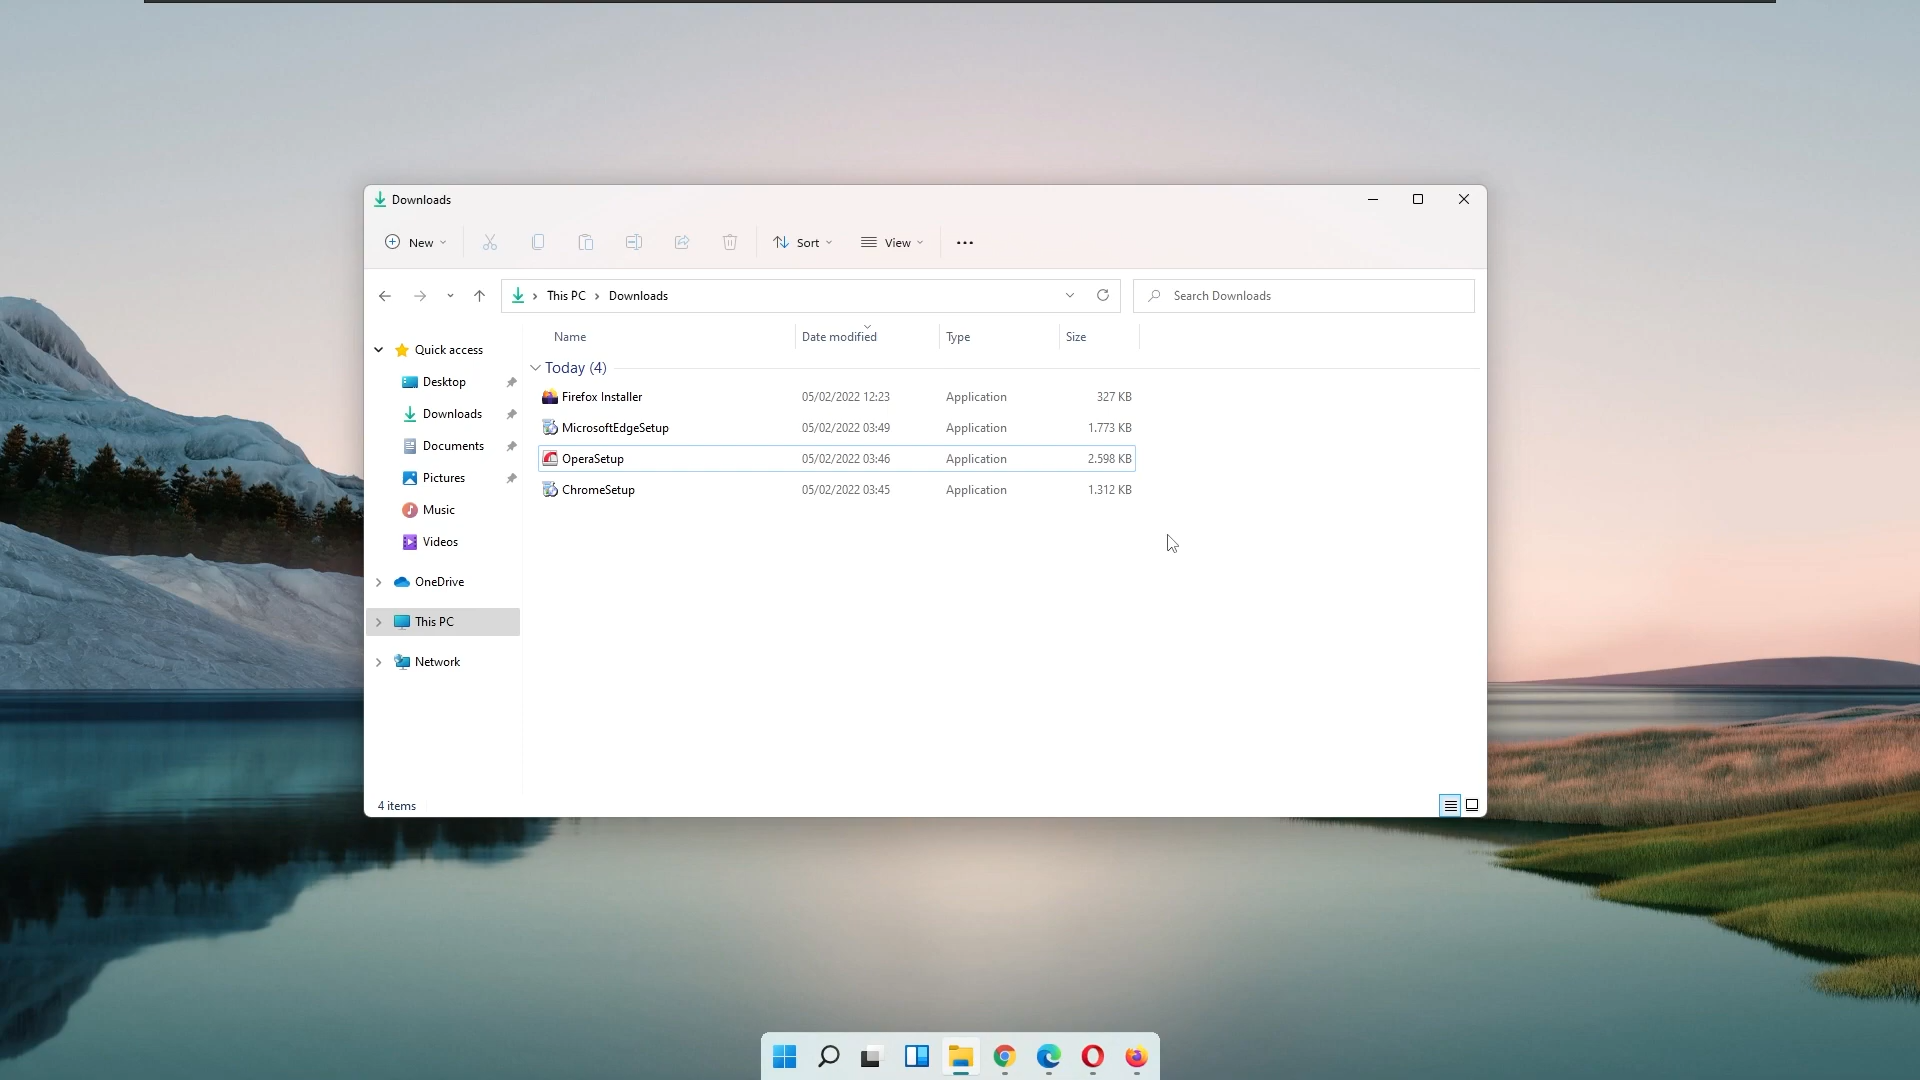 Downloads
New
Sort
View
This PC
Downloads
Search Downloads
Name Date modified Type Size
Quick access
Desktop
Downloads
Documents
Pictures
Music
Videos
OneDrive
This PC
Network
Today (4)
Firefox Installer 05/02/2022 12:23 Application 327 KB
MicrosoftEdgeSetup 05/02/2022 03:49 Application 1.773 KB
OperaSetup 05/02/2022 03:46 Application 2.598 KB
ChromeSetup 05/02/2022 03:45 Application 1.312 KB
4 items